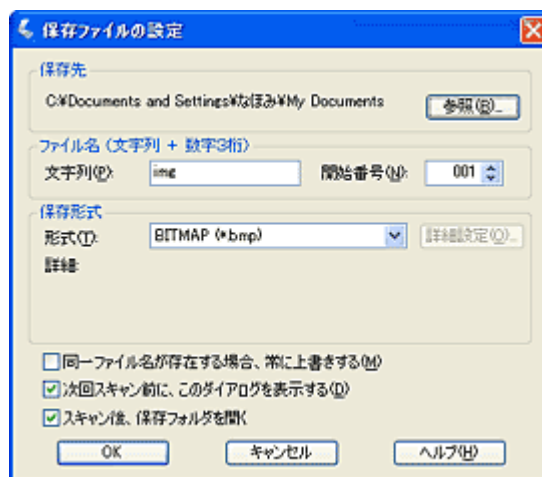 保存ファイルの設定
保存先
C:¥Documents and Settings¥なほみ¥My Documents
参照(B)...
ファイル名 (文字列 + 数字3桁)
文字列(P): img 開始番号(N): 001
保存形式
形式(T): BITMAP (*.bmp) 詳細設定(O)...
詳細:
同一ファイル名が存在する場合、常に上書きする(M)
次回スキャン前に、このダイアログを表示する(D)
スキャン後、保存フォルダを開く
OK キャンセル ヘルプ(H)